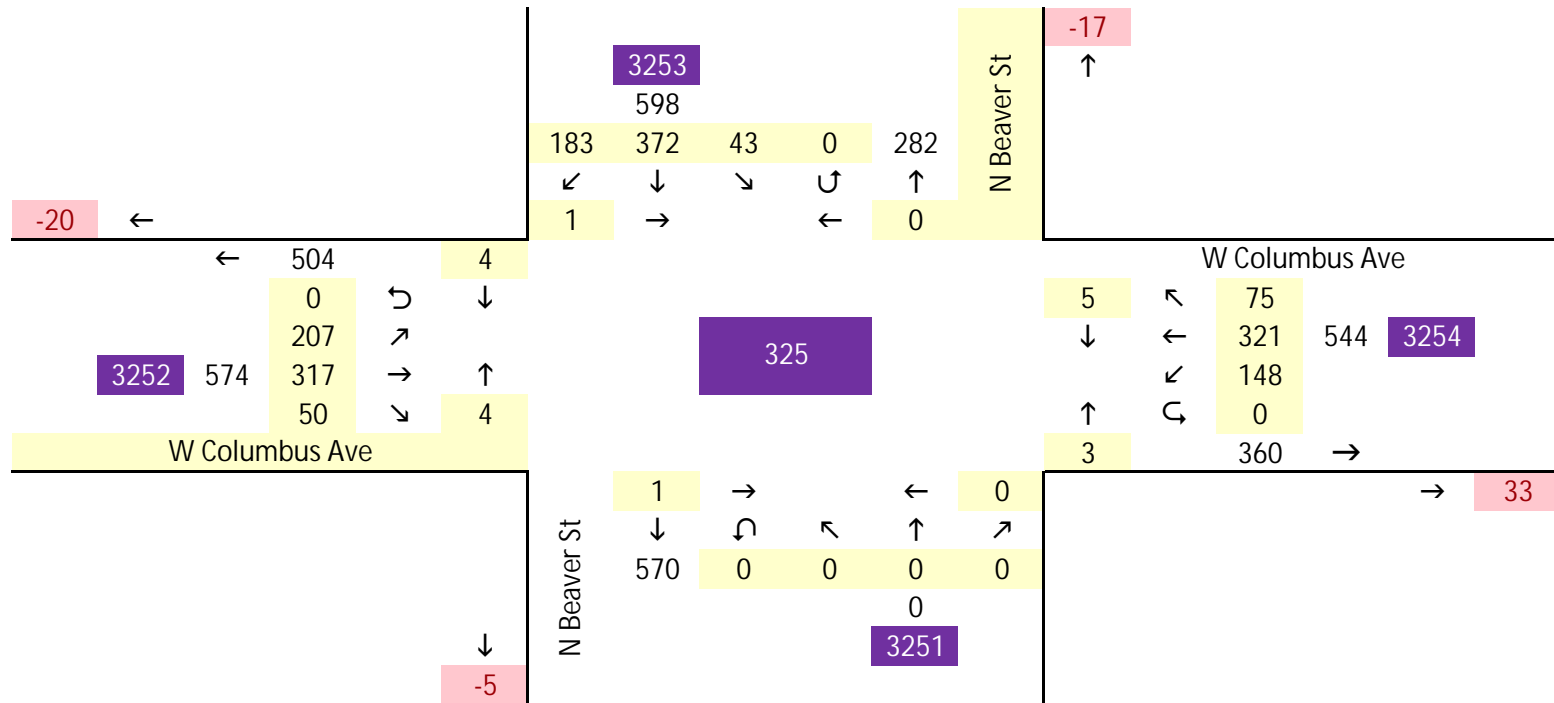 -17
3253 ↑
598
183 372 43 0 282
↙ ↓ ↘ ⮍ ↑
N Beaver St
-20 ← 1 → ← 0
← 504 4 W Columbus Ave
0 ⮌ ↓ 5 ↖ 75
207 ↗ 325 ↓ ← 321 544 3254
3252 574 317 → ↑ ↙ 148
50 ↘ 4 ↑ ⮎ 0
W Columbus Ave 3 360 →
1 → ← 0 → 33
↓ ⮏ ↖ ↑ ↗
N Beaver St
570 0 0 0 0
0
↓ 3251
-5